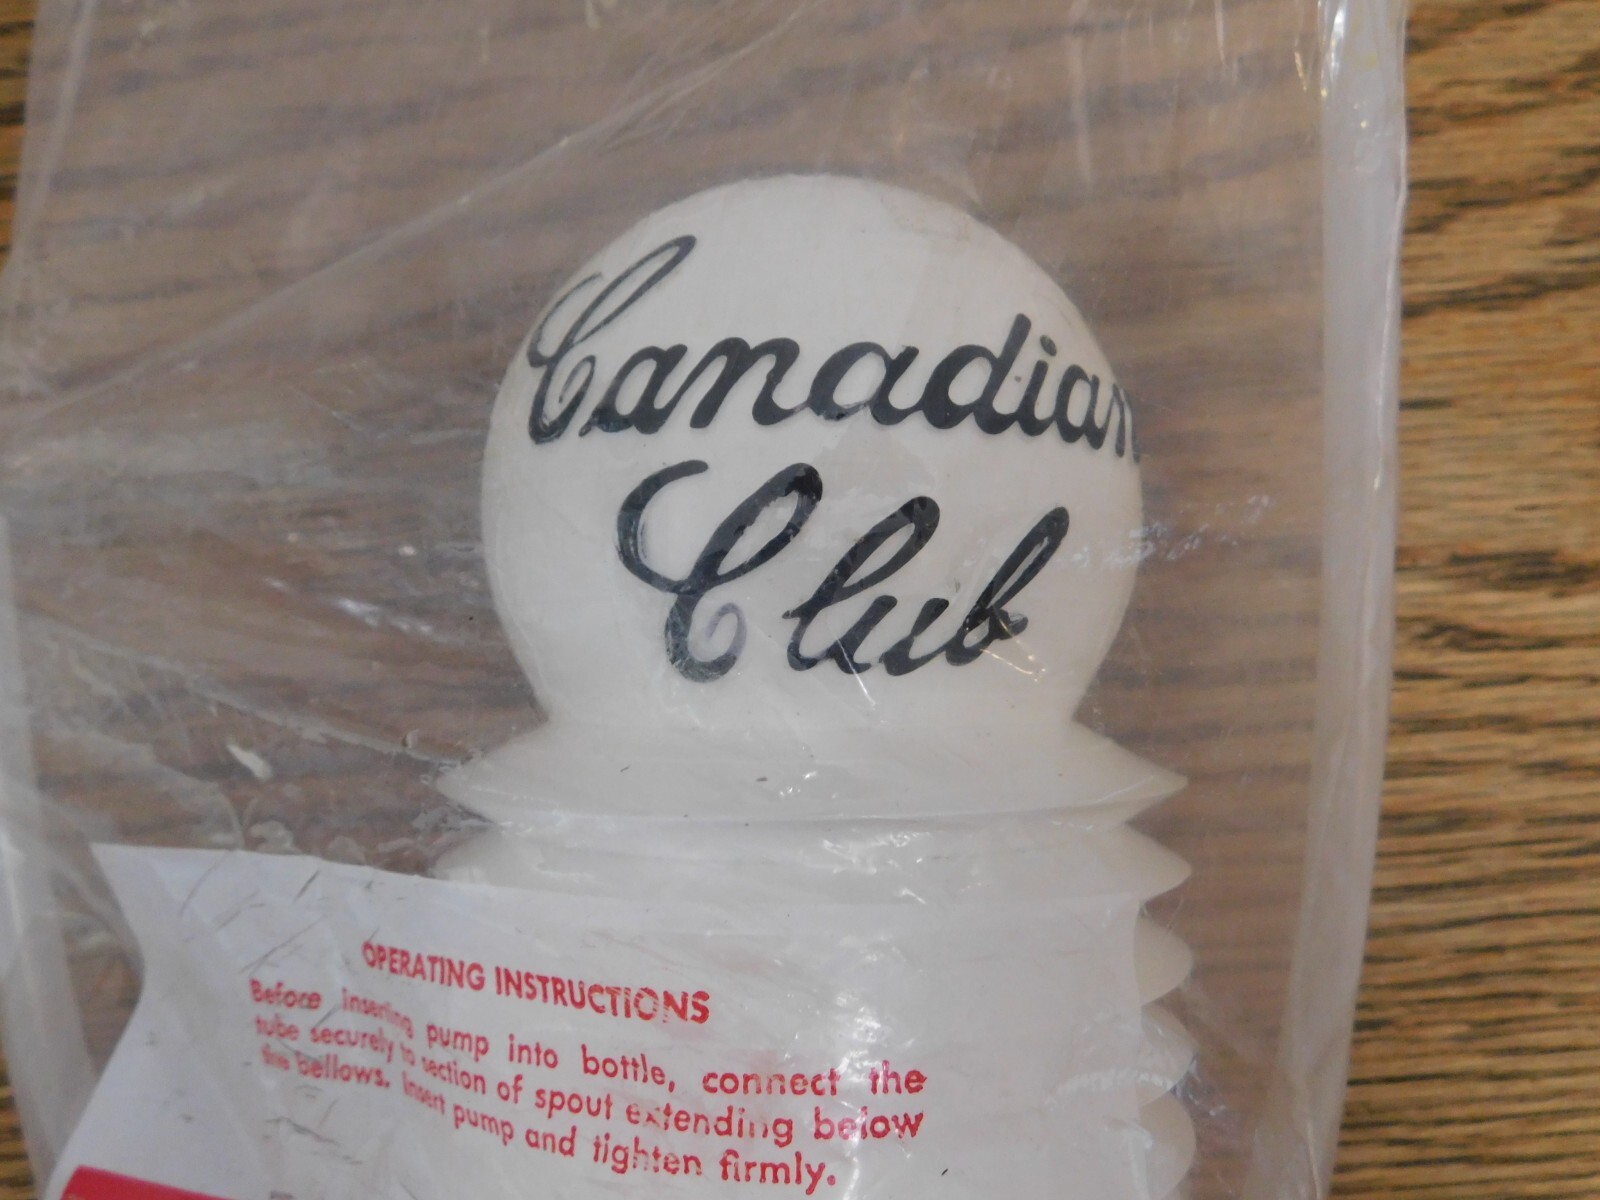 Canadian
Club
OPERATING INSTRUCTIONS
Before inserting pump into bottle, connect the
tube securely to section of spout extending below
the bellows. Insert pump and tighten firmly.